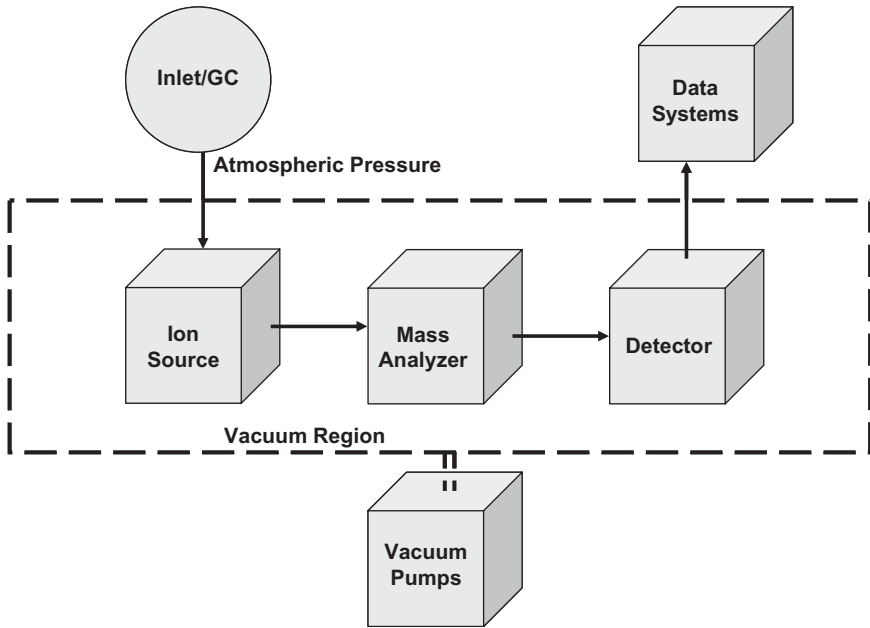 Inlet/GC
Data
Systems
Atmospheric Pressure
Ion
Source
Mass
Analyzer
Detector
Vacuum Region
Vacuum
Pumps